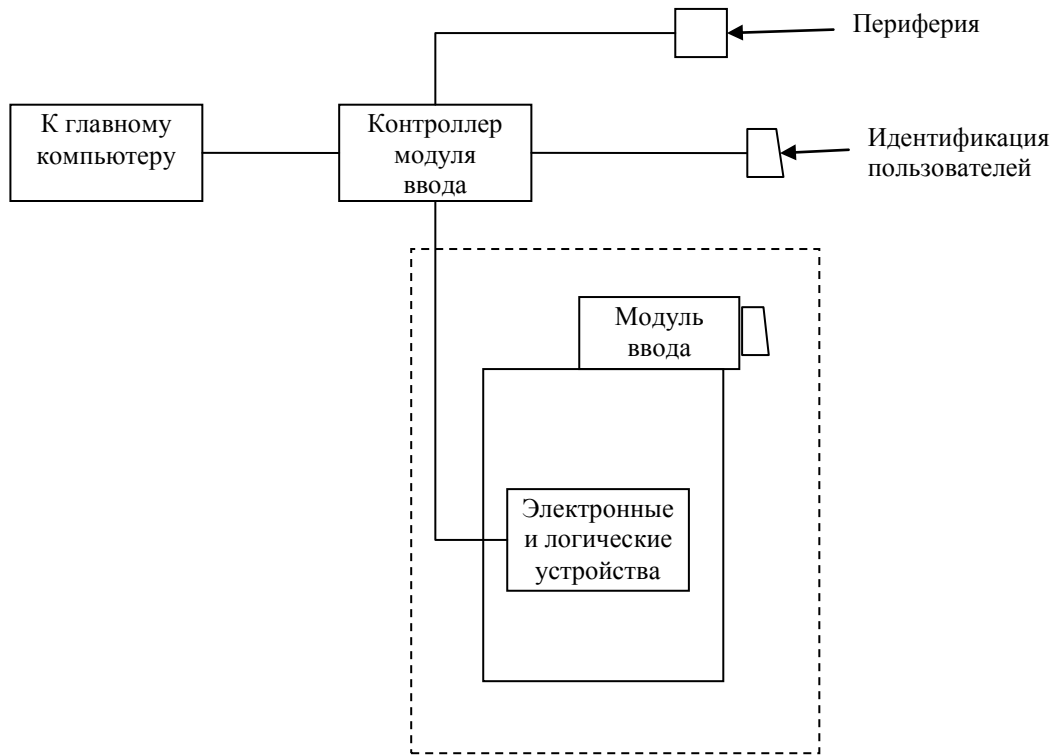 Периферия
К главному
компьютеру
Контроллер
модуля
ввода
Идентификация
пользователей
Модуль
ввода
Электронные
и логические
устройства